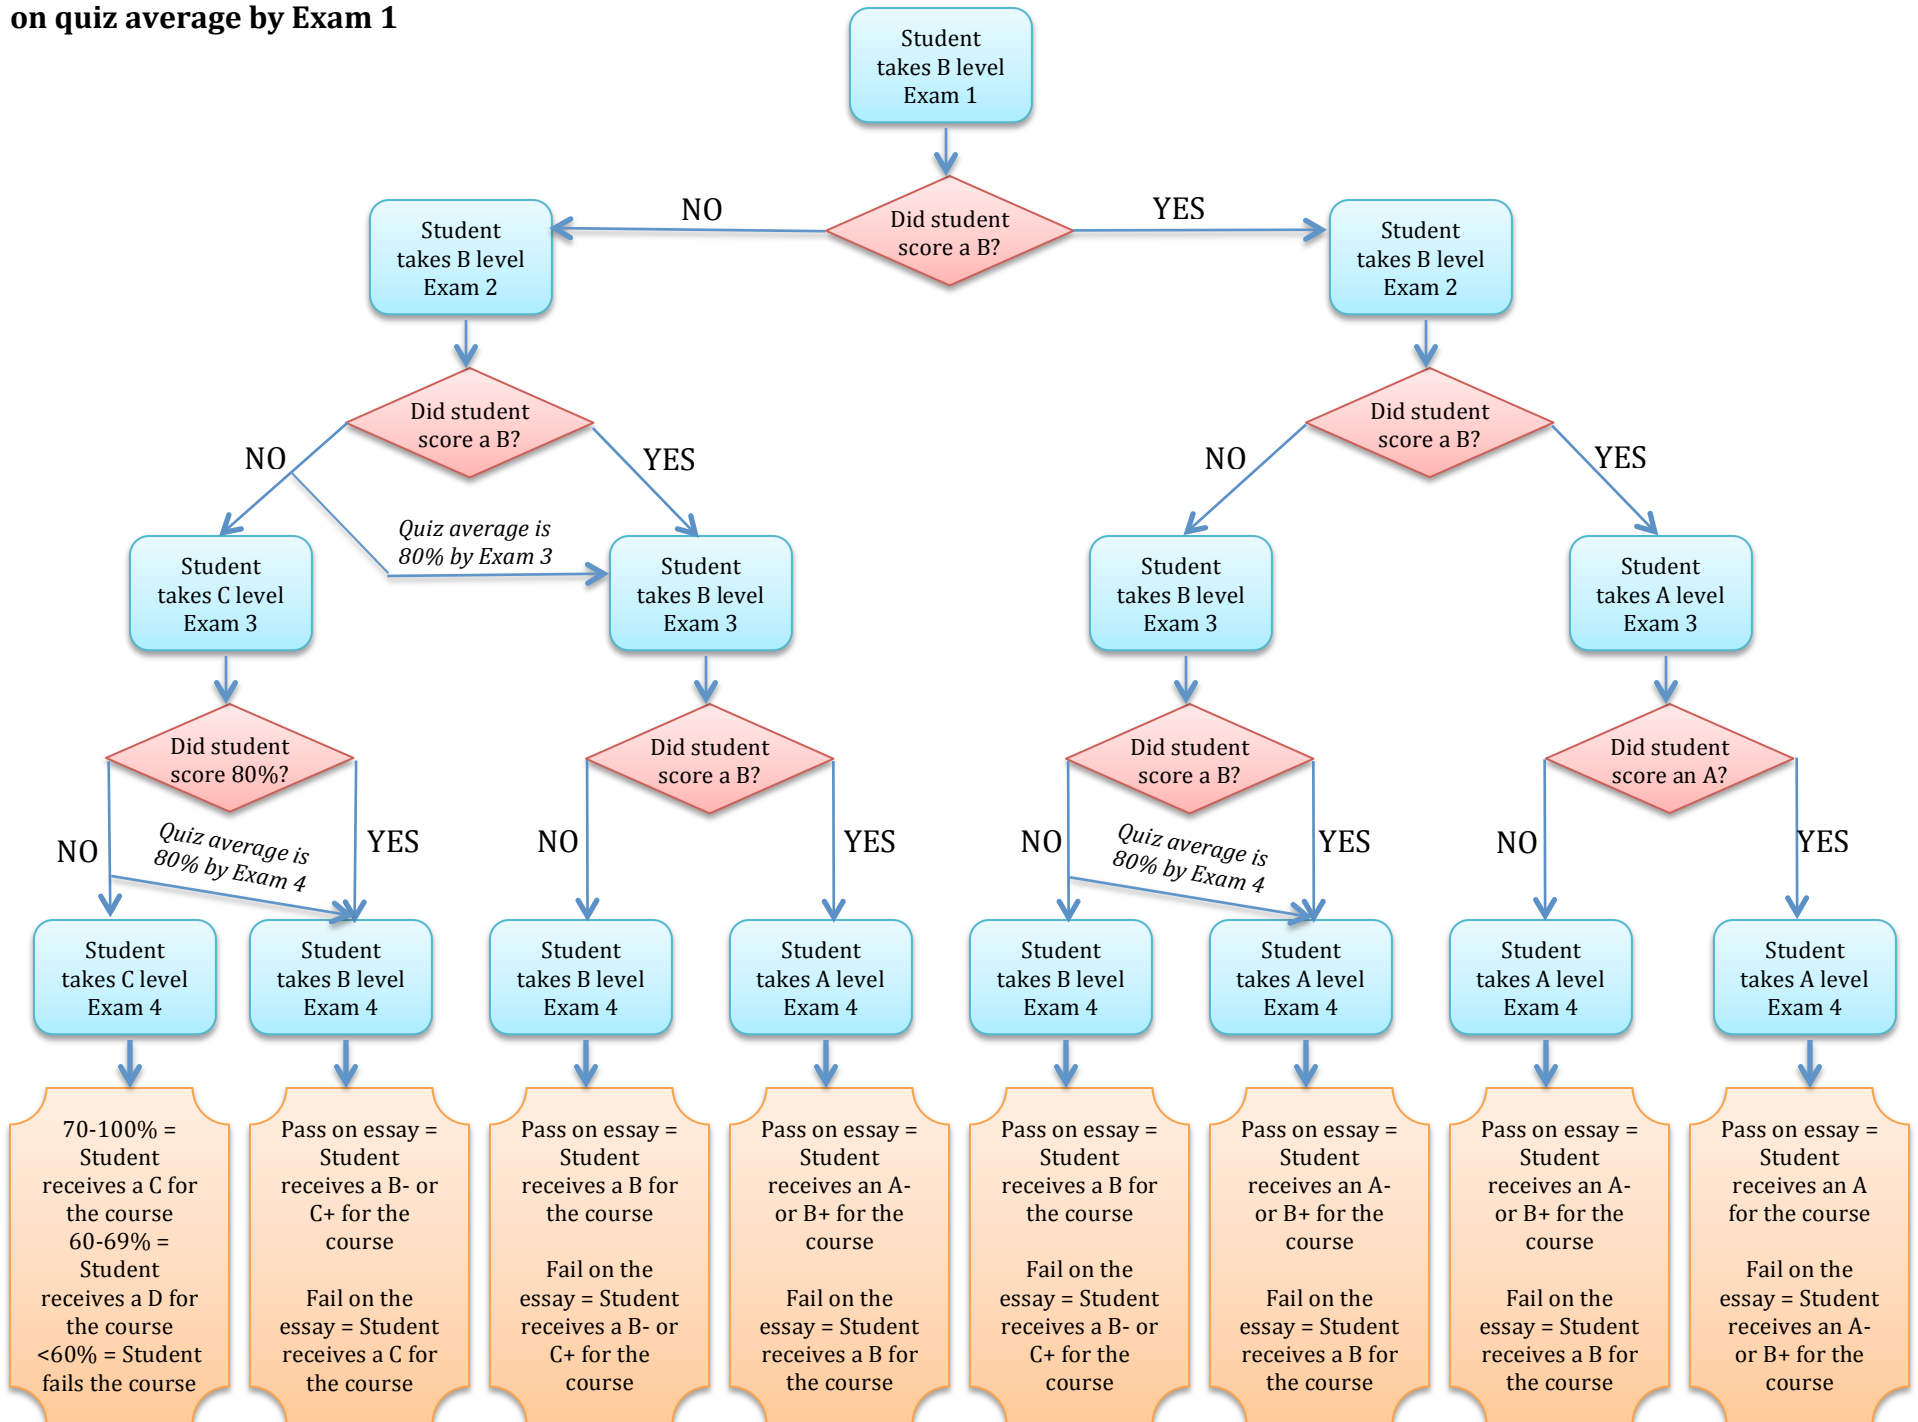 on quiz average by Exam 1
Student
takes B level
Exam 1
Did student
score a B?
NO
YES
Student
takes B level
Exam 2
Student
takes B level
Exam 2
Did student
score a B?
Did student
score a B?
NO
YES
NO
YES
Quiz average is
80% by Exam 3
Student
takes C level
Exam 3
Student
takes B level
Exam 3
Student
takes B level
Exam 3
Student
takes A level
Exam 3
Did student
score 80%?
Did student
score a B?
Did student
score a B?
Did student
score an A?
NO
Quiz average is
80% by Exam 4
YES
NO
YES
NO
Quiz average is
80% by Exam 4
YES
NO
YES
Student
takes C level
Exam 4
Student
takes B level
Exam 4
Student
takes B level
Exam 4
Student
takes A level
Exam 4
Student
takes B level
Exam 4
Student
takes A level
Exam 4
Student
takes A level
Exam 4
Student
takes A level
Exam 4
70-100% =
Student
receives a C for
the course
60-69% =
Student
receives a D for
the course
<60% = Student
fails the course
Pass on essay =
Student
receives a B- or
C+ for the
course
Fail on the
essay = Student
receives a C for
the course
Pass on essay =
Student
receives a B for
the course
Fail on the
essay = Student
receives a B- or
C+ for the
course
Pass on essay =
Student
receives an A-
or B+ for the
course
Fail on the
essay = Student
receives a B for
the course
Pass on essay =
Student
receives a B for
the course
Fail on the
essay = Student
receives a B- or
C+ for the
course
Pass on essay =
Student
receives an A-
or B+ for the
course
Fail on the
essay = Student
receives a B for
the course
Pass on essay =
Student
receives an A-
or B+ for the
course
Fail on the
essay = Student
receives a B for
the course
Pass on essay =
Student
receives an A
for the course
Fail on the
essay = Student
receives an A-
or B+ for the
course